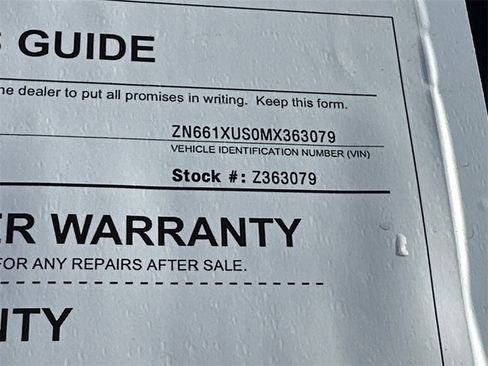 S GUIDE
he dealer to put all promises in writing. Keep this form.
ZN661XUS0MX363079
VEHICLE IDENTIFICATION NUMBER (VIN)
Stock #: Z363079
ER WARRANTY
FOR ANY REPAIRS AFTER SALE.
NTY